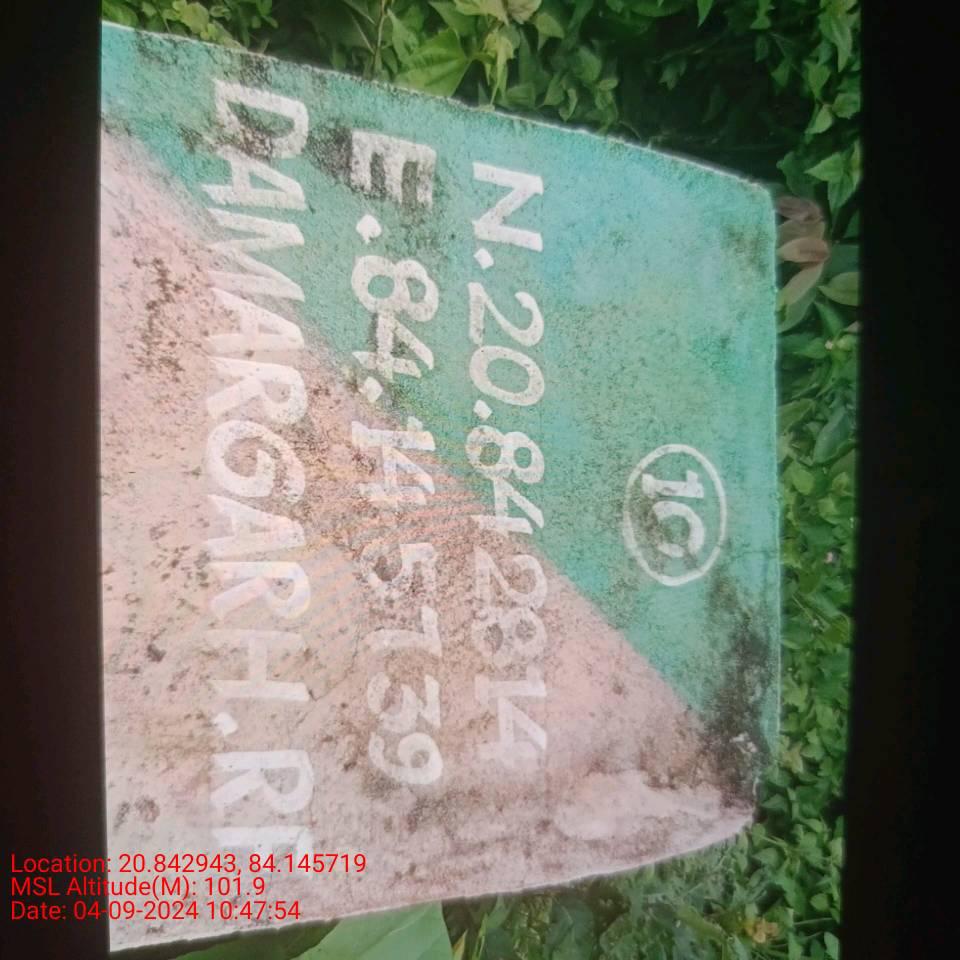 10
N.20.842814
E.84.145739
DAMARGARH.RF
Location: 20.842943, 84.145719
MSL Altitude(M): 101.9
Date: 04-09-2024 10:47:54